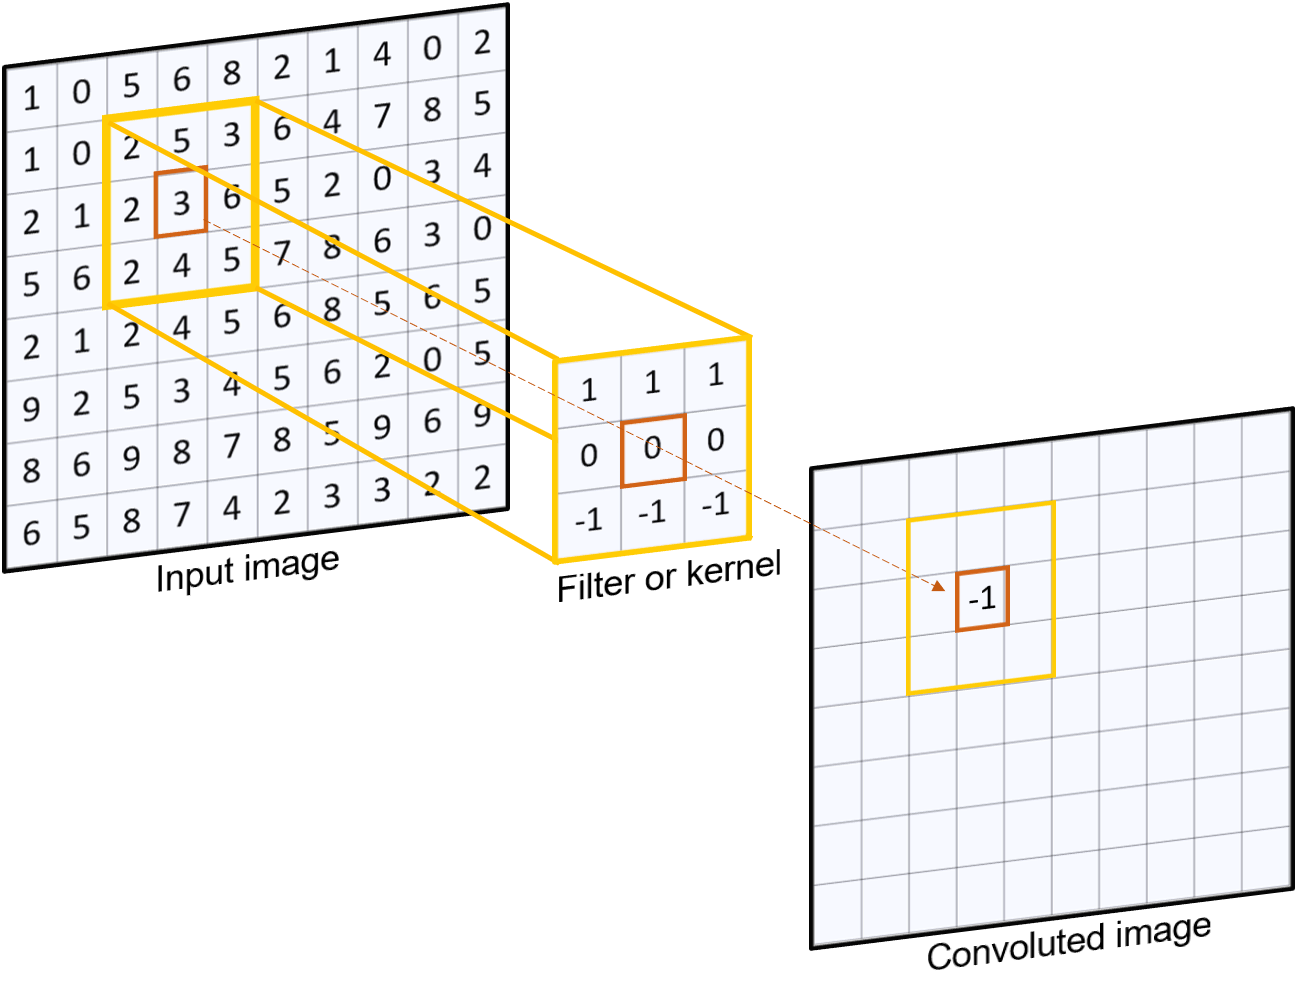 1 0 5 6 8 2 1 4 0 2
1 0 2 5 3 6 4 7 8 5
2 1 2 3 6 5 2 0 3 4
5 6 2 4 5 7 8 6 3 0
2 1 2 4 5 6 8 5 6 5
9 2 5 3 4 5 6 2 0 5
8 6 9 8 7 8 5 9 6 9
6 5 8 7 4 2 3 3 2 2
Input image
1 1 1
0 0 0
-1 -1 -1
Filter or kernel
-1
Convoluted image